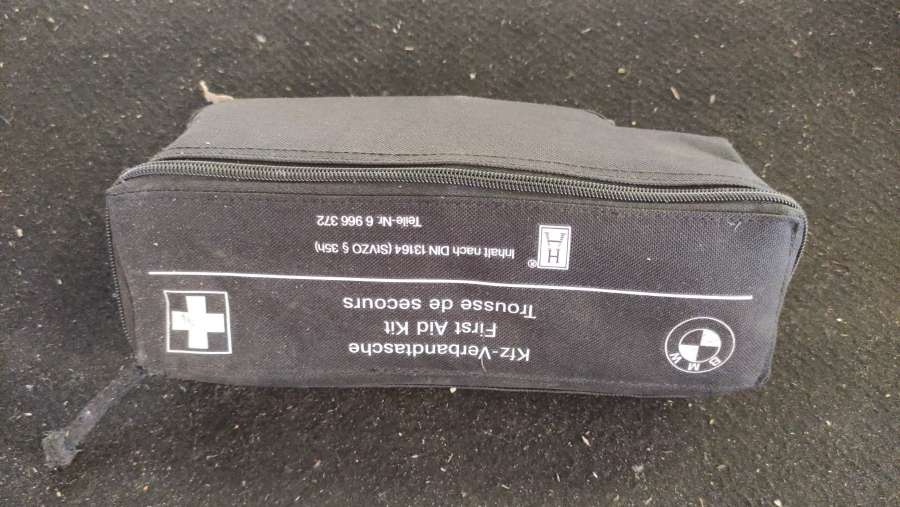 BMW
Kfz-Verbandtasche
First Aid Kit
Trousse de secours
Inhalt nach DIN 13164 (StVZO § 35h)
H ®
Teile-Nr. 6 966 372